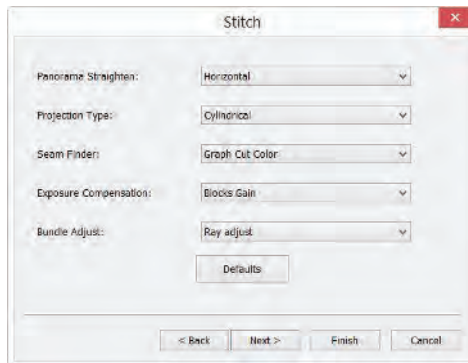 Stitch
Panorama Straighten: Horizontal
Projection Type: Cylindrical
Seam Finder: Graph Cut Color
Exposure Compensation: Blocks Gain
Bundle Adjust: Ray adjust
Defaults
< Back Next > Finish Cancel